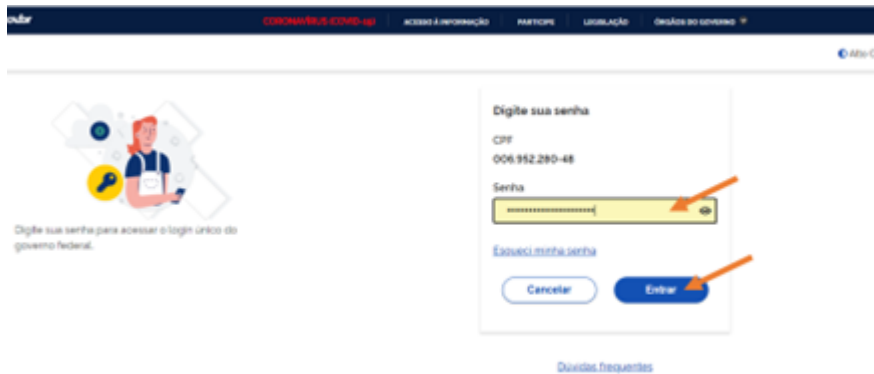 CORONAVÍRUS (COVID-19) ACESSO À INFORMAÇÃO PARTICIPE LEGISLAÇÃO ÓRGÃOS DO GOVERNO
Alto
Digite sua senha
CPF
006.952.280-48
Senha
Digite sua senha para acessar o login único do
governo federal.
Esqueci minha senha
Cancelar Entrar
Dúvidas frequentes